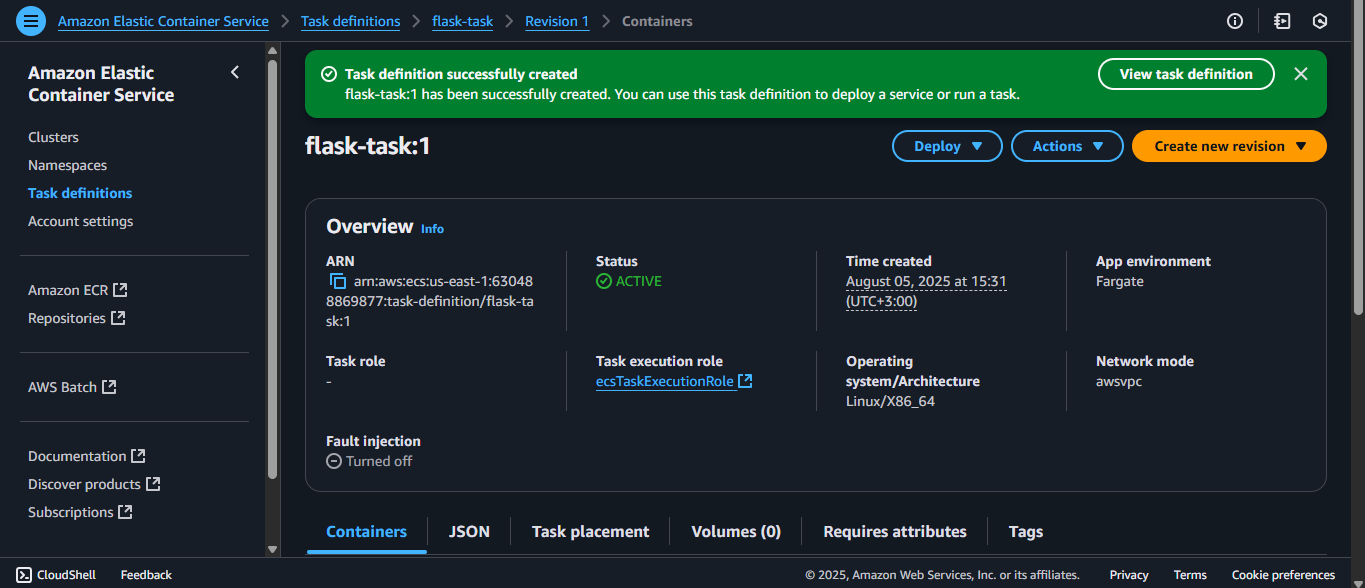 Amazon Elastic Container Service > Task definitions > flask-task > Revision 1 > Containers
Amazon Elastic
Container Service
Clusters
Namespaces
Task definitions
Account settings
Amazon ECR
Repositories
AWS Batch
Documentation
Discover products
Subscriptions
Task definition successfully created
flask-task:1 has been successfully created. You can use this task definition to deploy a service or run a task.
View task definition
flask-task:1
Deploy
Actions
Create new revision
Overview Info
ARN
arn:aws:ecs:us-east-1:63048
8869877:task-definition/flask-ta
sk:1
Status
ACTIVE
Time created
August 05, 2025 at 15:31
(UTC+3:00)
App environment
Fargate
Task role
-
Task execution role
ecsTaskExecutionRole
Operating
system/Architecture
Linux/X86_64
Network mode
awsvpc
Fault injection
Turned off
Containers
JSON
Task placement
Volumes (0)
Requires attributes
Tags
CloudShell
Feedback
© 2025, Amazon Web Services, Inc. or its affiliates.
Privacy
Terms
Cookie preferences